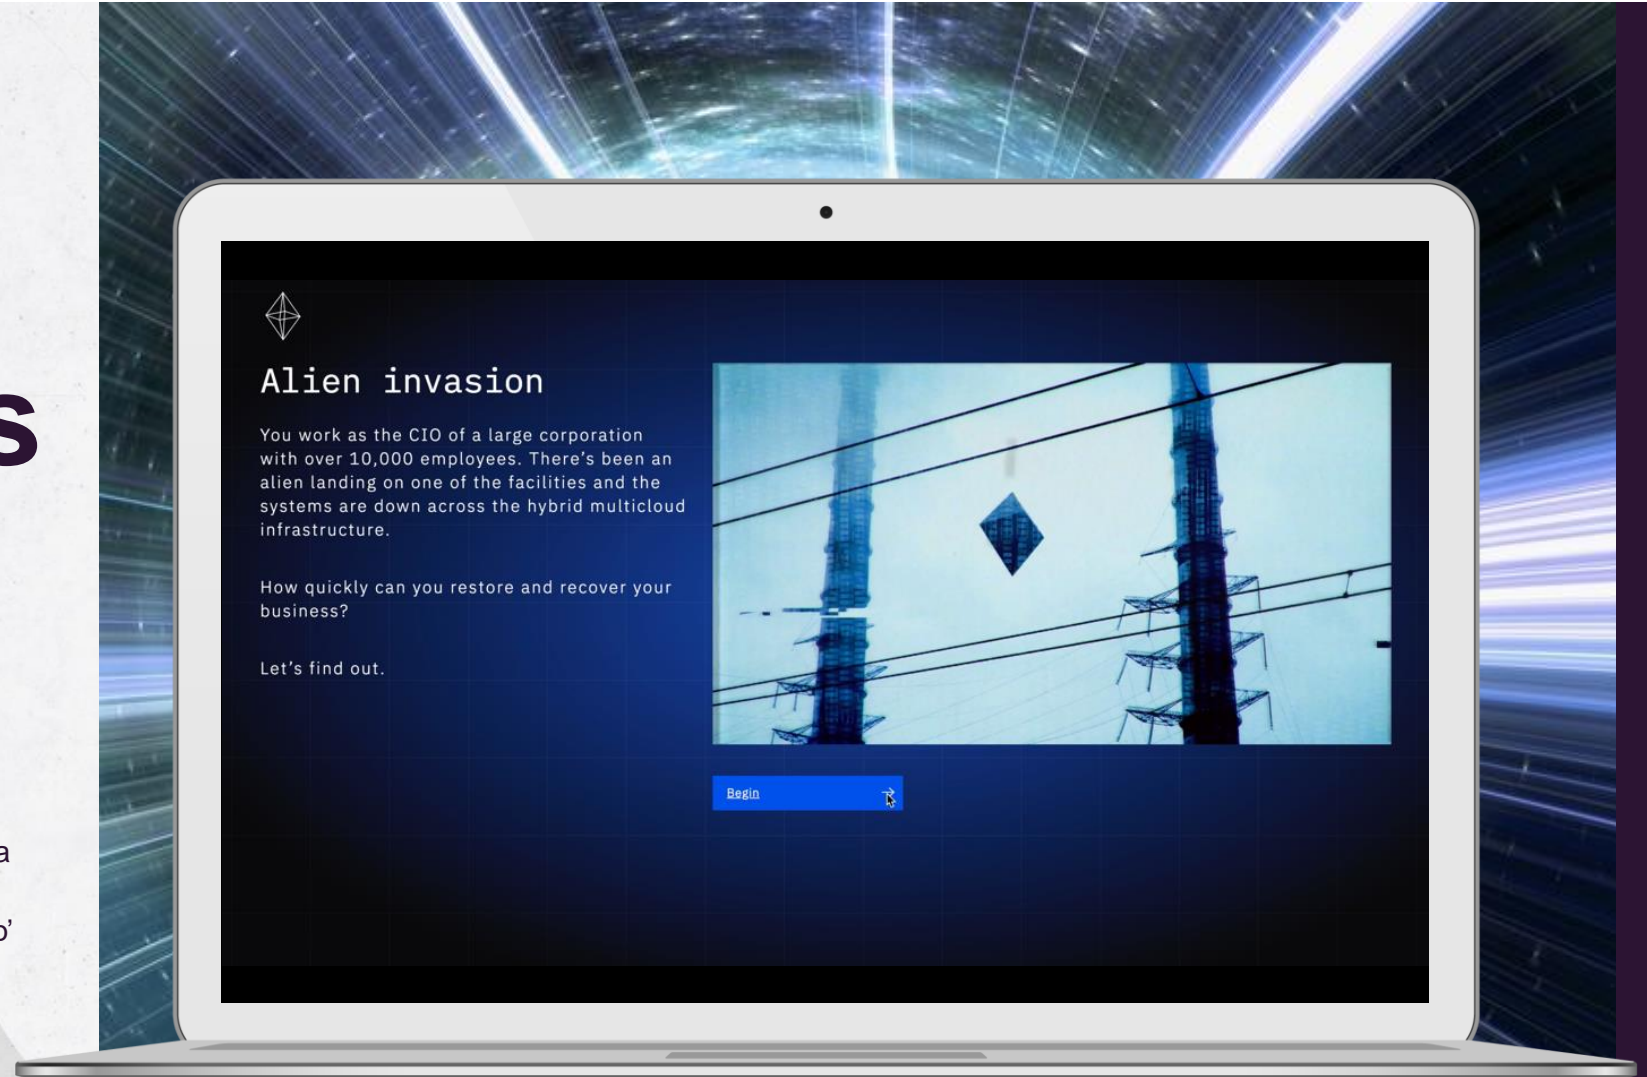 s
Alien invasion
You work as the CIO of a large corporation
with over 10,000 employees. There's been an
alien landing on one of the facilities and the
systems are down across the hybrid multicloud
infrastructure.
How quickly can you restore and recover your
business?
Let's find out.
Begin
a
o'